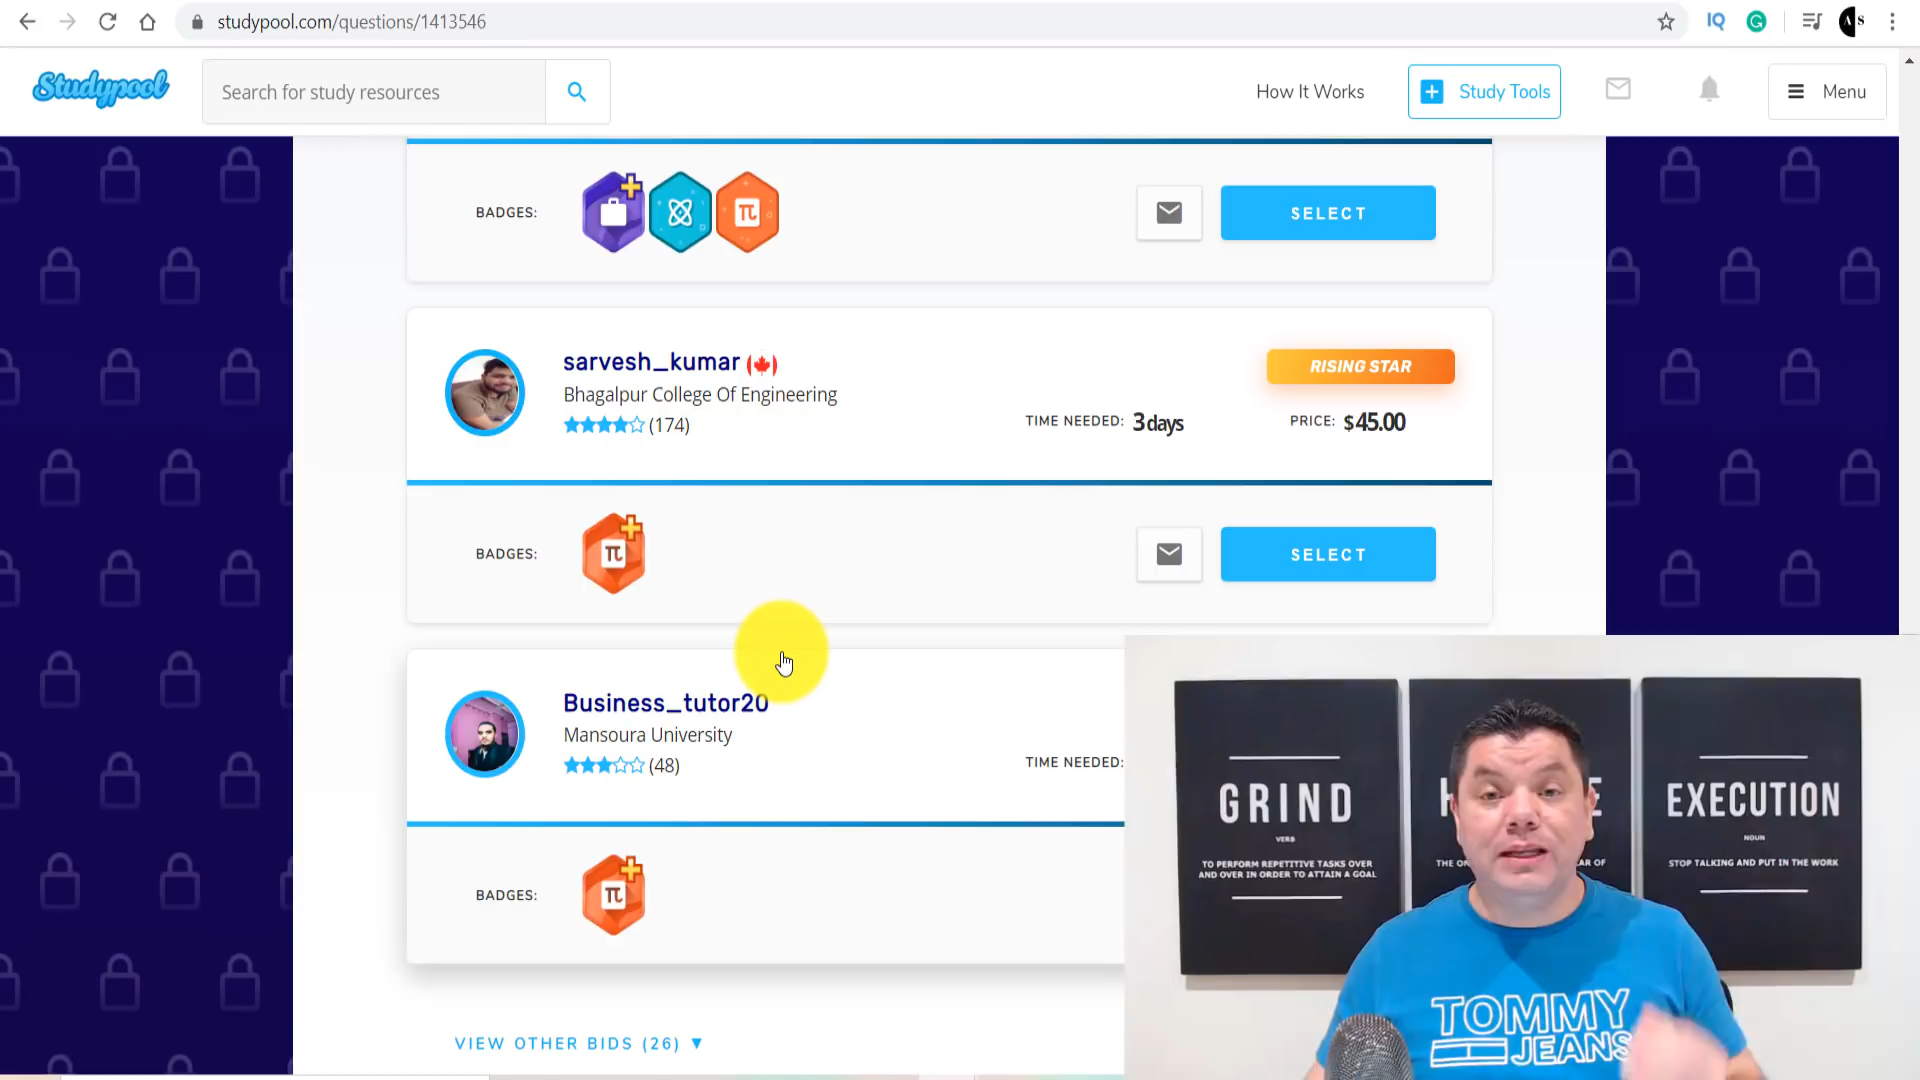 studypool.com/questions/1413546
IQ
Studypool
Search for study resources
How It Works
Study Tools
Menu
BADGES:
SELECT
sarvesh_kumar
Bhagalpur College Of Engineering
(174)
RISING STAR
TIME NEEDED: 3 days
PRICE: $45.00
BADGES:
SELECT
Business_tutor20
Mansoura University
(48)
TIME NEEDED:
BADGES:
VIEW OTHER BIDS (26)
GRIND
VERB
TO PERFORM REPETITIVE TASKS OVER
AND OVER IN ORDER TO ATTAIN A GOAL
EXECUTION
NOUN
STOP TALKING AND PUT IN THE WORK
TOMMY
JEANS